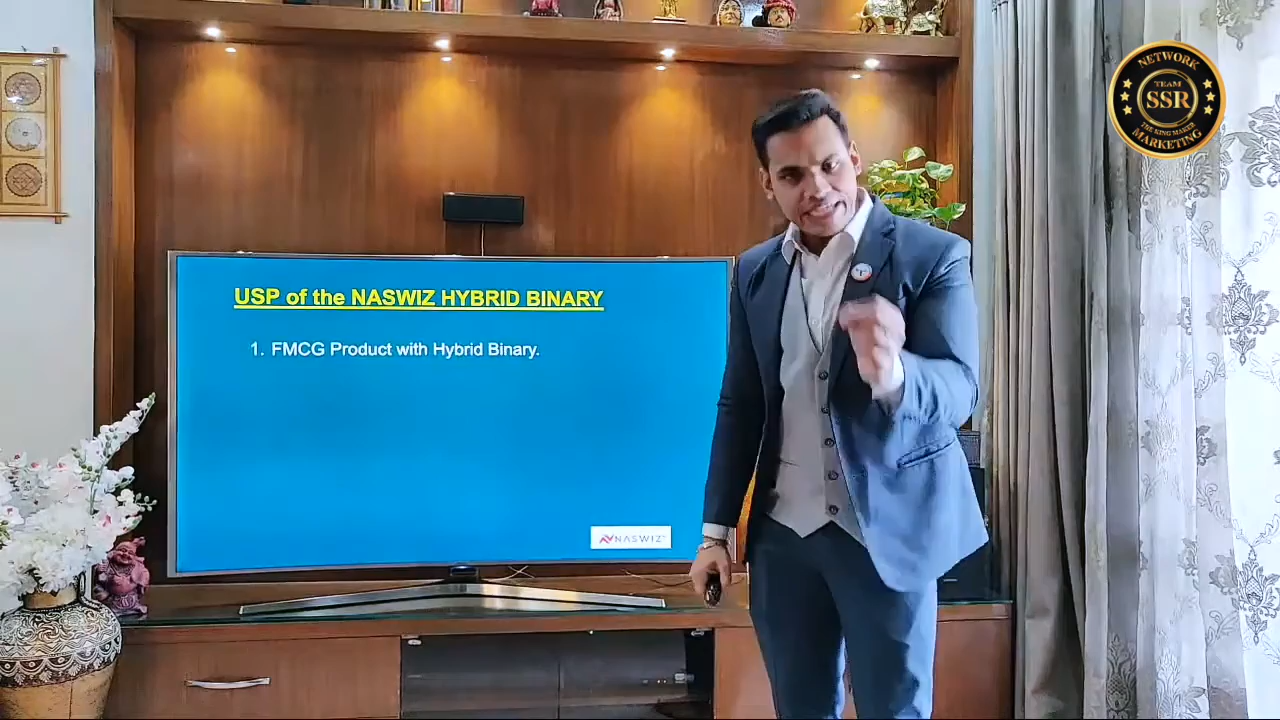 USP of the NASWIZ HYBRID BINARY
1. FMCG Product with Hybrid Binary.
NASWIZ
NETWORK
TEAM
SSR
THE KING MAKER
MARKETING